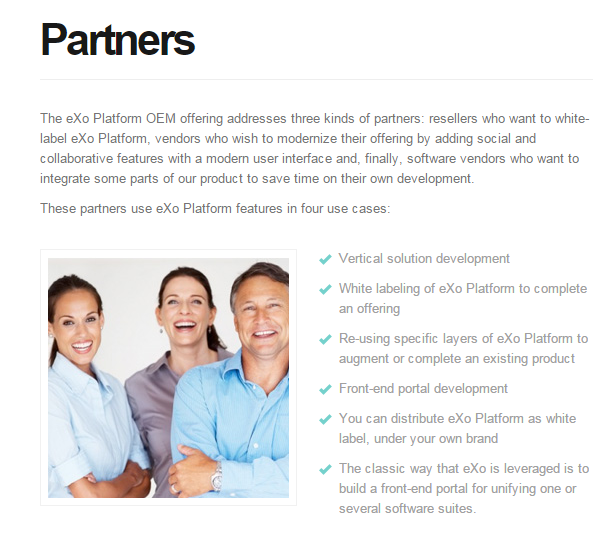 Partners
The eXo Platform OEM offering addresses three kinds of partners: resellers who want to white-
label eXo Platform, vendors who wish to modernize their offering by adding social and
collaborative features with a modern user interface and, finally, software vendors who want to
integrate some parts of our product to save time on their own development.
These partners use eXo Platform features in four use cases:
Vertical solution development
White labeling of eXo Platform to complete
an offering
Re-using specific layers of eXo Platform to
augment or complete an existing product
Front-end portal development
You can distribute eXo Platform as white
label, under your own brand
The classic way that eXo is leveraged is to
build a front-end portal for unifying one or
several software suites.